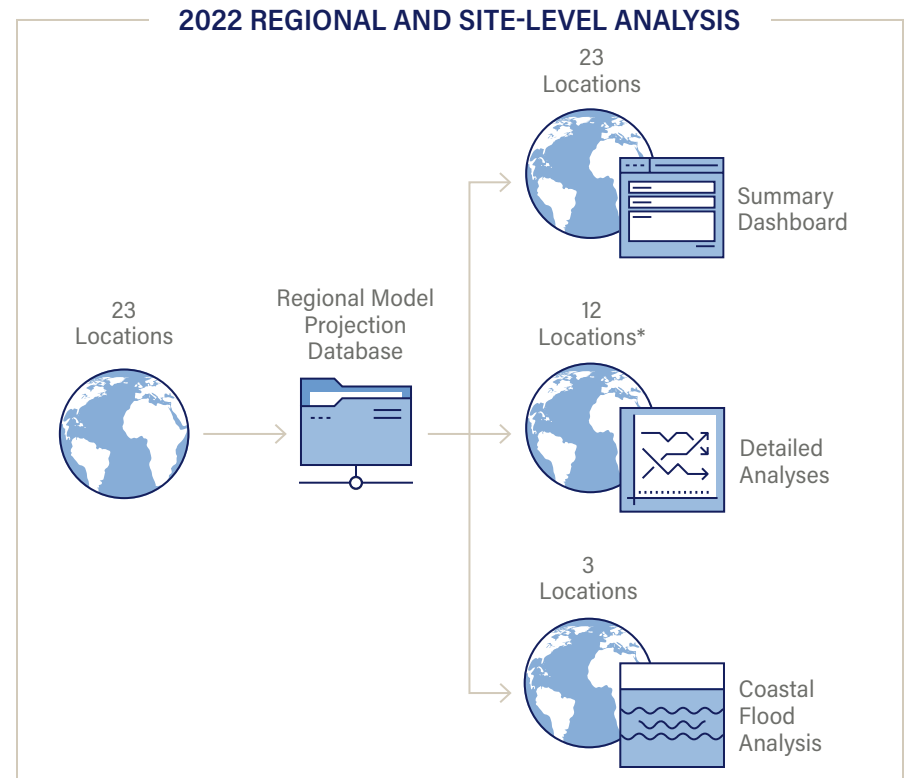 2022 REGIONAL AND SITE-LEVEL ANALYSIS
23
Locations
Regional Model
Projection
Database
23
Locations
Summary
Dashboard
12
Locations*
Detailed
Analyses
3
Locations
Coastal
Flood
Analysis